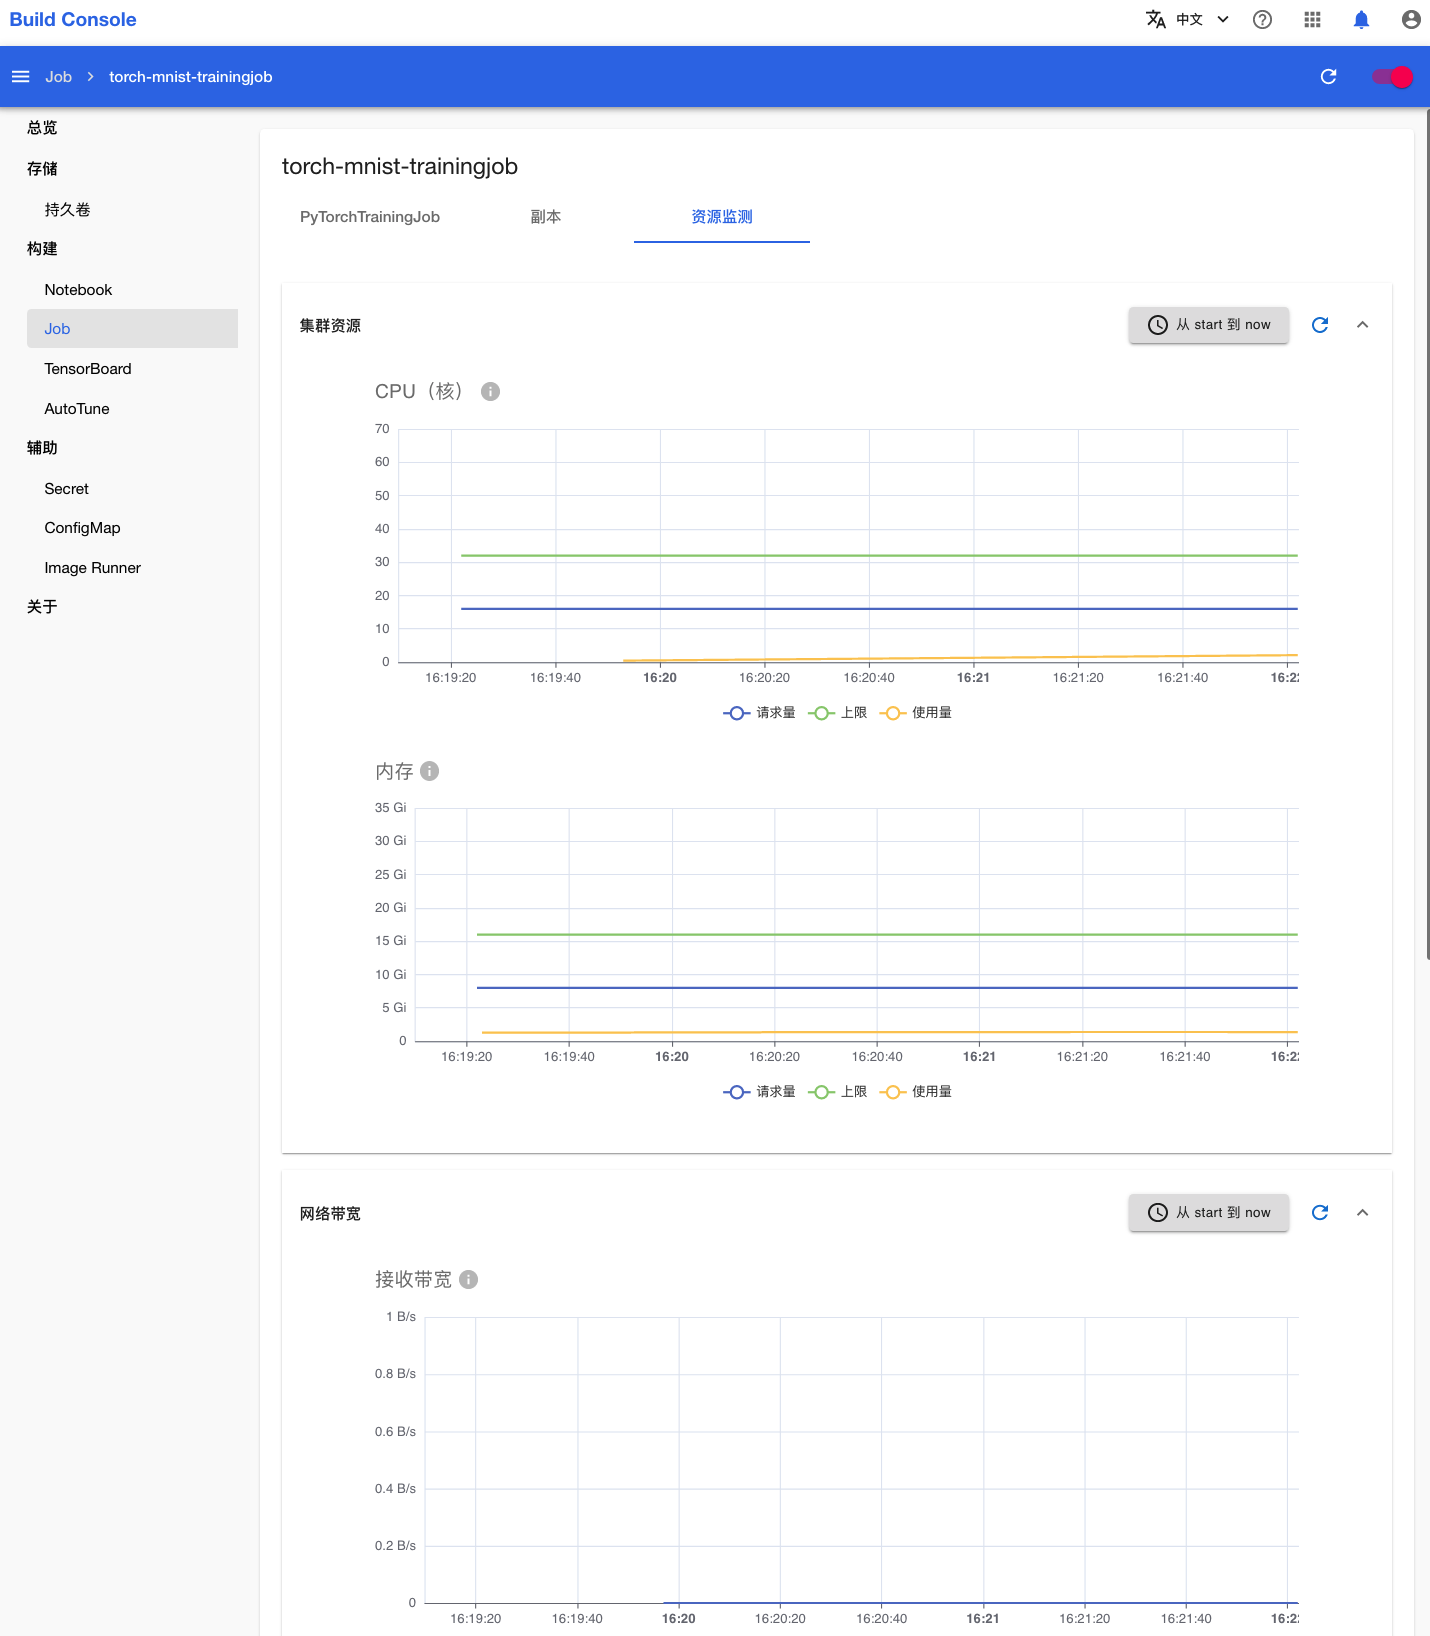 Build Console
中文
Job
torch-mnist-trainingjob
总览
存储
持久卷
构建
Notebook
Job
TensorBoard
AutoTune
辅助
Secret
ConfigMap
Image Runner
关于
torch-mnist-trainingjob
PyTorchTrainingJob 副本 资源监测
集群资源
从 start 到 now
CPU（核）
70
60
50
40
30
20
10
0
16:19:20 16:19:40 16:20 16:20:20 16:20:40 16:21 16:21:20 16:21:40 16:22
请求量 上限 使用量
内存
35 Gi
30 Gi
25 Gi
20 Gi
15 Gi
10 Gi
5 Gi
0
16:19:20 16:19:40 16:20 16:20:20 16:20:40 16:21 16:21:20 16:21:40 16:22
请求量 上限 使用量
网络带宽
从 start 到 now
接收带宽
1 B/s
0.8 B/s
0.6 B/s
0.4 B/s
0.2 B/s
0
16:19:20 16:19:40 16:20 16:20:20 16:20:40 16:21 16:21:20 16:21:40 16:22